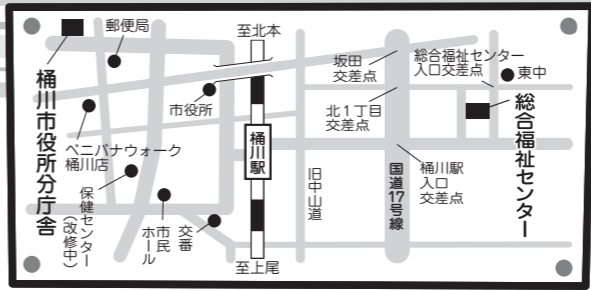 郵便局
至北本
坂田
交差点
総合福祉センター
入口交差点
東中
桶川市役所分庁舎
市役所
北1丁目
交差点
総合福祉センター
ベニバナウォーク
桶川店
桶川駅
旧中山道
国道17号線
桶川駅
入口
交差点
保健センター
(改修中)
市民
ホール
交番
至上尾